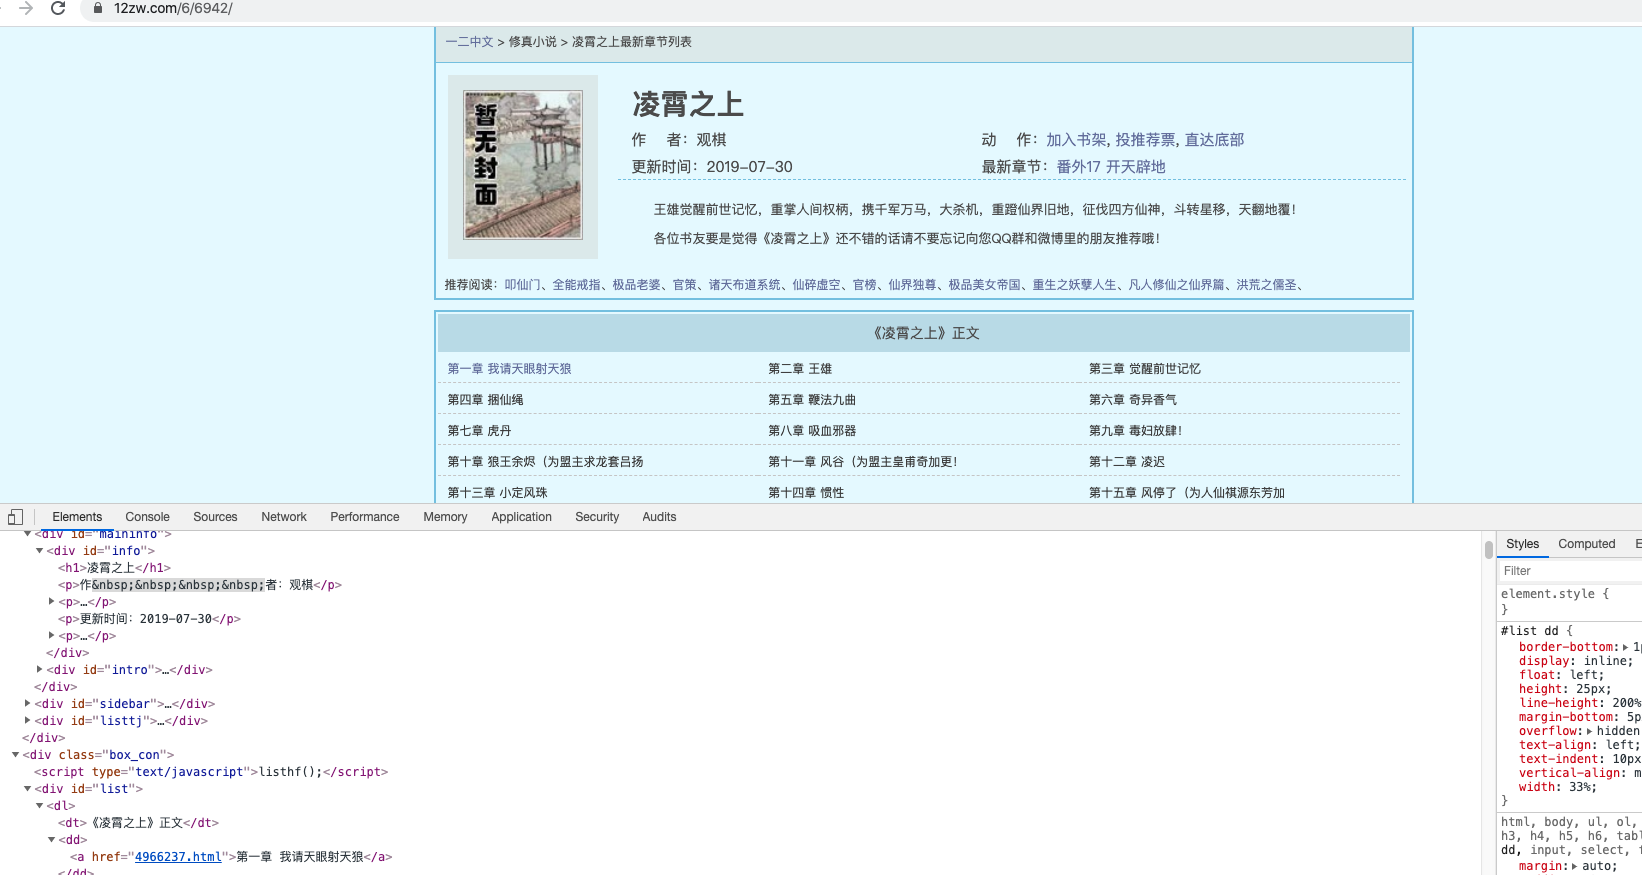 12zw.com/6/6942/
一二中文 > 修真小说 > 凌霄之上最新章节列表
暂无封面
凌霄之上
作    者：观棋
动    作：加入书架, 投推荐票, 直达底部
更新时间：2019-07-30
最新章节：番外17 开天辟地
王雄觉醒前世记忆，重掌人间权柄，携千军万马，大杀机，重蹬仙界旧地，征伐四方仙神，斗转星移，天翻地覆！
各位书友要是觉得《凌霄之上》还不错的话请不要忘记向您QQ群和微博里的朋友推荐哦！
推荐阅读：叩仙门、全能戒指、极品老婆、官策、诸天布道系统、仙碎虚空、官榜、仙界独尊、极品美女帝国、重生之妖孽人生、凡人修仙之仙界篇、洪荒之儒圣、
《凌霄之上》正文
第一章 我请天眼射天狼
第二章 王雄
第三章 觉醒前世记忆
第四章 捆仙绳
第五章 鞭法九曲
第六章 奇异香气
第七章 虎丹
第八章 吸血邪器
第九章 毒妇放肆！
第十章 狼王余烬（为盟主求龙套吕扬
第十一章 风谷（为盟主皇甫奇加更！
第十二章 凌迟
第十三章 小定风珠
第十四章 惯性
第十五章 风停了（为人仙祺源东芳加
Elements Console Sources Network Performance Memory Application Security Audits
<div id="maininfo">
<div id="info">
<h1>凌霄之上</h1>
<p>作&nbsp;&nbsp;&nbsp;&nbsp;者：观棋</p>
<p>…</p>
<p>更新时间：2019-07-30</p>
<p>…</p>
</div>
<div id="intro">…</div>
</div>
<div id="sidebar">…</div>
<div id="listtj">…</div>
</div>
<div class="box_con">
<script type="text/javascript">listhf();</script>
<div id="list">
<dl>
<dt>《凌霄之上》正文</dt>
<dd>
<a href="4966237.html">第一章 我请天眼射天狼</a>
</dd>
Styles Computed E
Filter
element.style {
}
#list dd {
border-bottom: 1p
display: inline;
float: left;
height: 25px;
line-height: 200%
margin-bottom: 5p
overflow: hidden
text-align: left;
text-indent: 10px
vertical-align: m
width: 33%;
}
html, body, ul, ol,
h3, h4, h5, h6, tabl
dd, input, select, f
margin: auto;